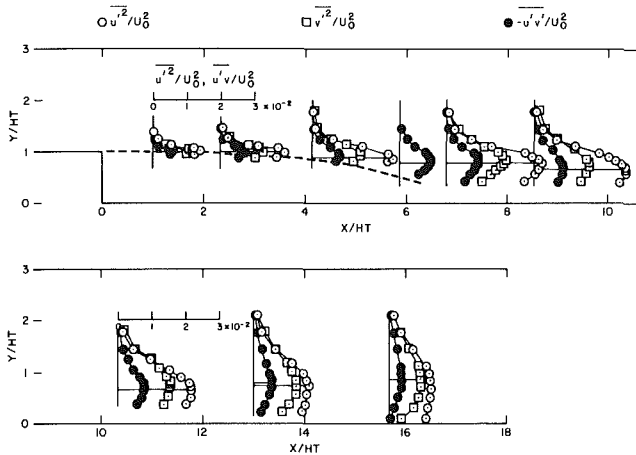 ○ u'²/U₀²  □ v'²/U₀²  ● -u'v'/U₀²
3
2
1
0
Y/HT
u'²/U₀², u'v/U₀²
0 1 2 3×10⁻²
0 2 4 6 8 10
X/HT
3
2
1
0
Y/HT
1 2 3×10⁻²
10 12 14 16 18
X/HT